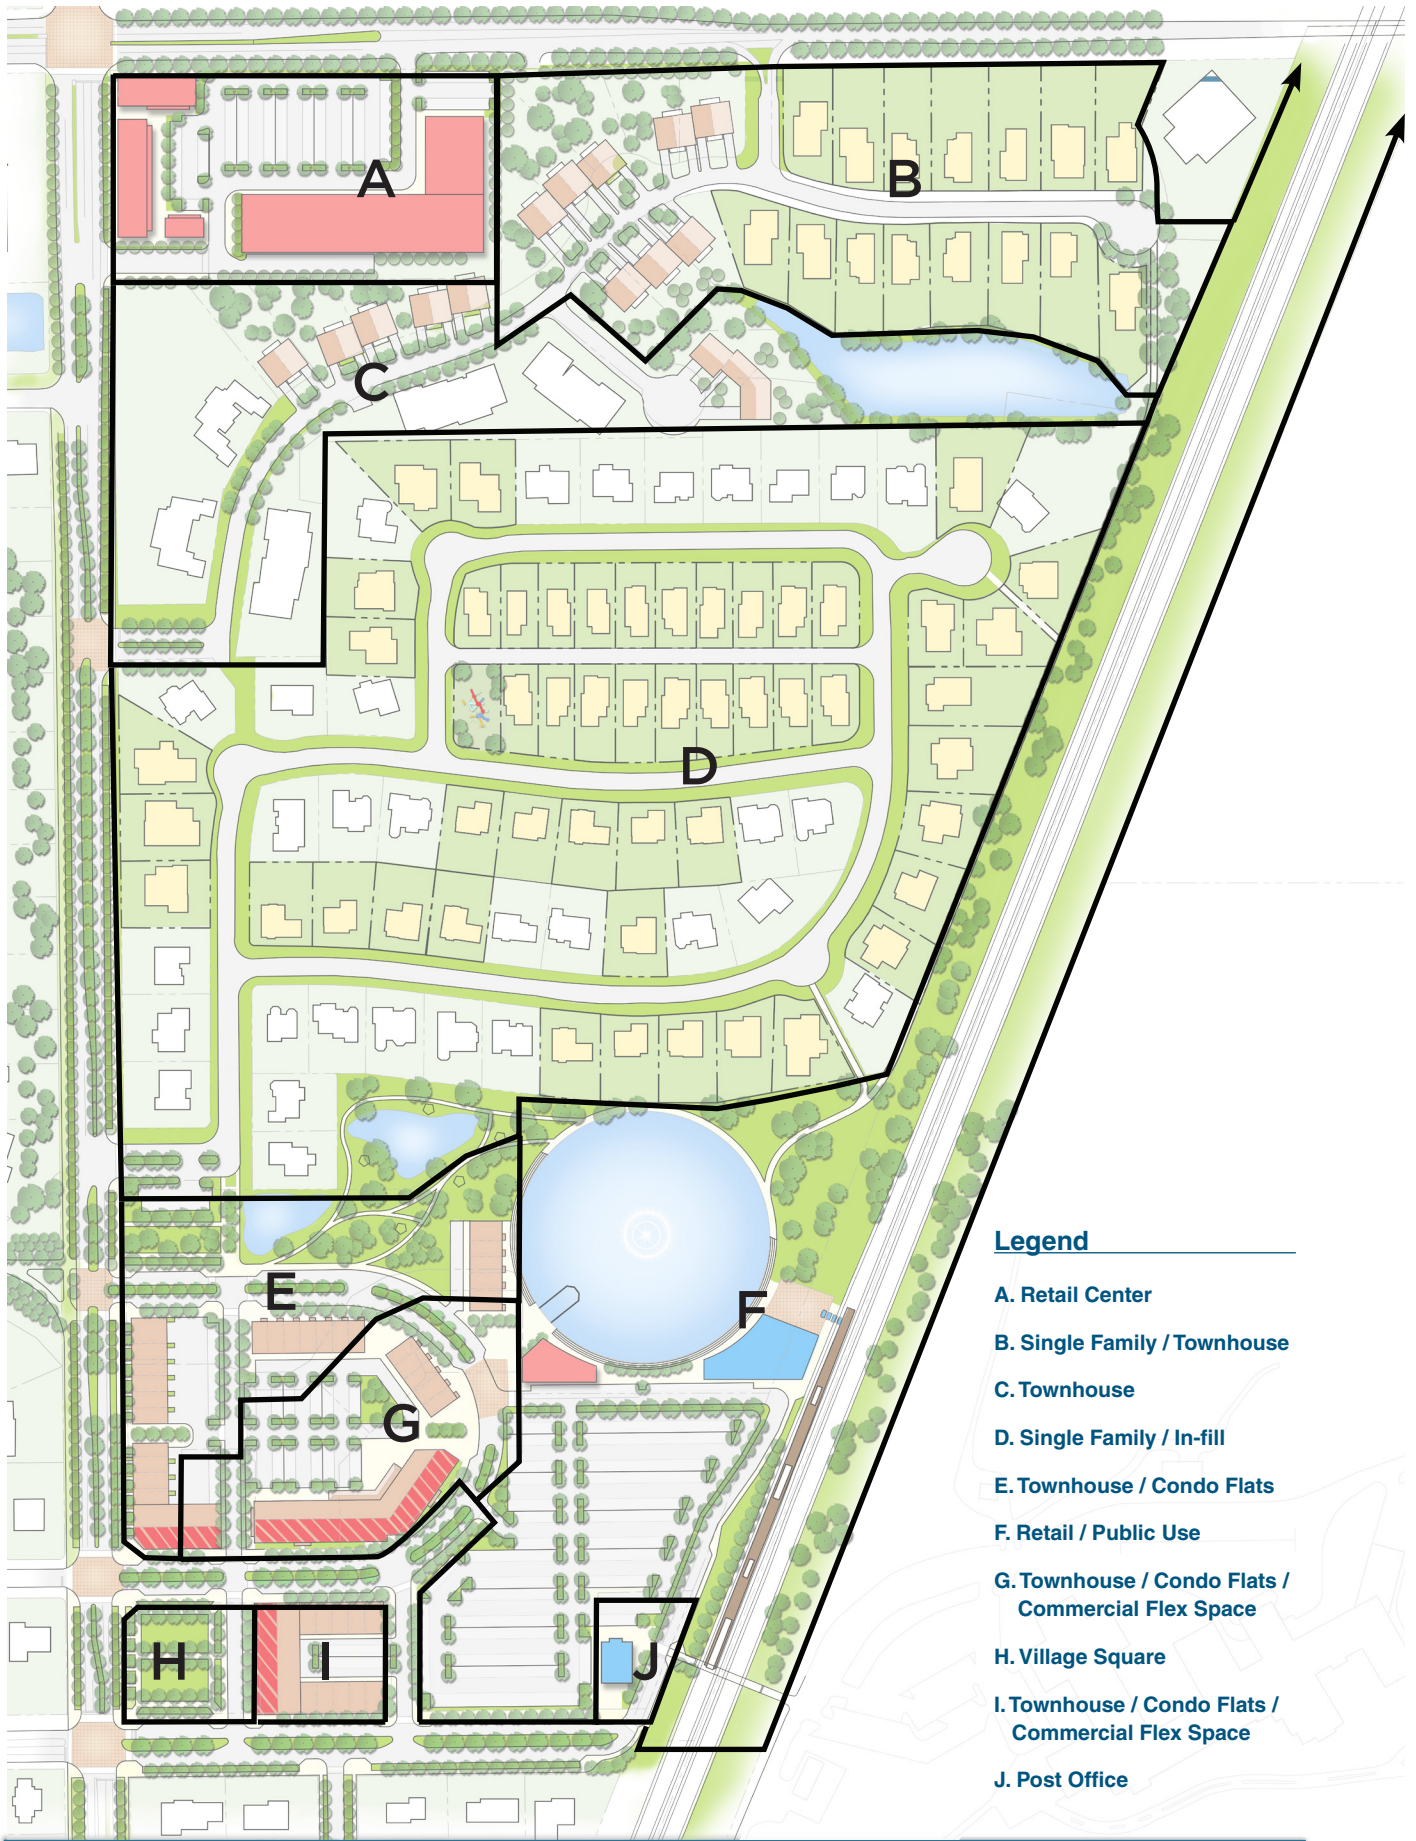 A
B
C
D
E
F
G
H
I
J
Legend
A. Retail Center
B. Single Family / Townhouse
C. Townhouse
D. Single Family / In-fill
E. Townhouse / Condo Flats
F. Retail / Public Use
G. Townhouse / Condo Flats /
Commercial Flex Space
H. Village Square
I. Townhouse / Condo Flats /
Commercial Flex Space
J. Post Office